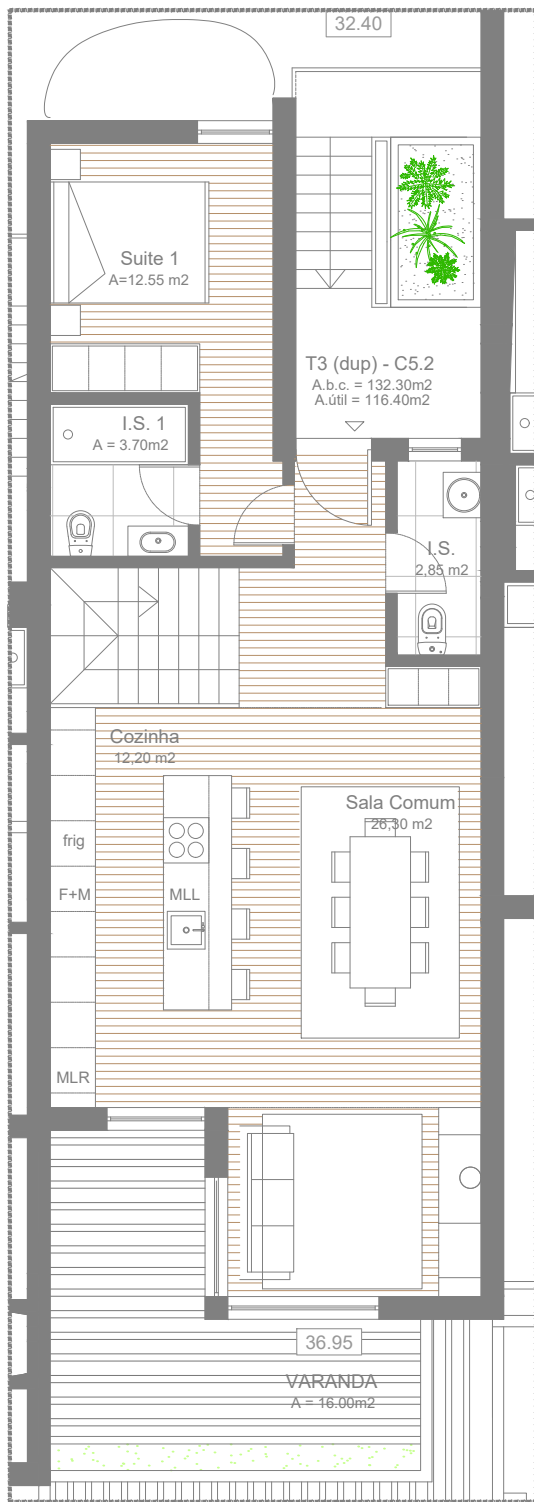 32.40
Suite 1
A=12.55 m2
T3 (dup) - C5.2
A.b.c. = 132.30m2
A.útil = 116.40m2
I.S. 1
A = 3.70m2
I.S.
2,85 m2
Cozinha
12,20 m2
Sala Comum
26,30 m2
frig
F+M
MLL
MLR
36.95
VARANDA
A = 16.00m2